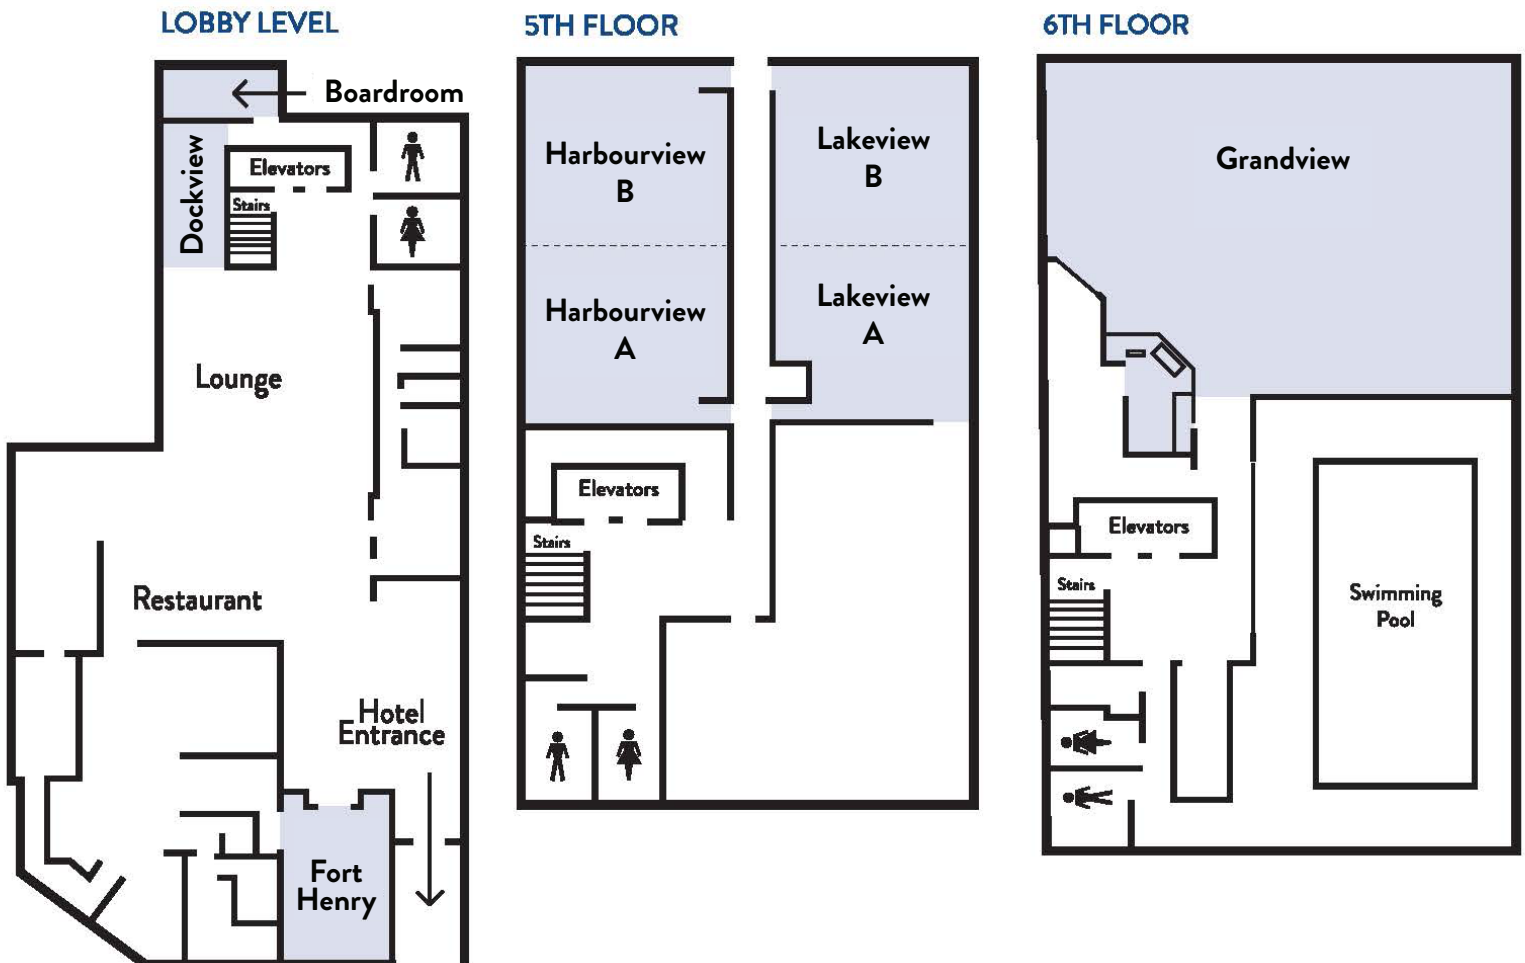 LOBBY LEVEL
Boardroom
Dockview
Elevators
Stairs
Lounge
Restaurant
Hotel
Entrance
Fort
Henry
5TH FLOOR
Harbourview
B
Lakeview
B
Harbourview
A
Lakeview
A
Elevators
Stairs
6TH FLOOR
Grandview
Elevators
Stairs
Swimming
Pool